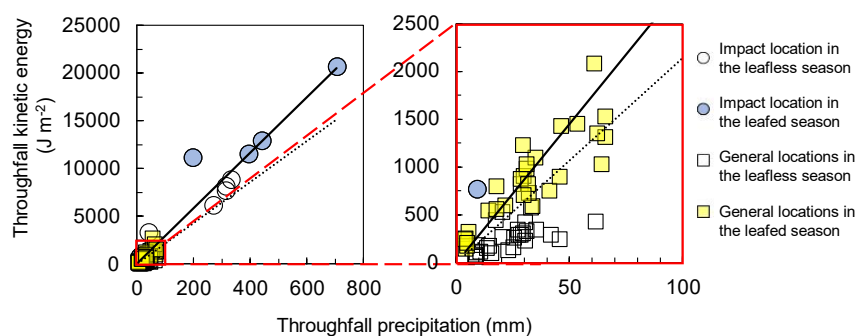 Throughfall kinetic energy
(J m-2)
25000
20000
15000
10000
5000
0
0
200
400
600
800
2500
2000
1500
1000
500
0
0
50
100
Throughfall precipitation (mm)
Impact location in
the leafless season
Impact location in
the leafed season
General locations in
the leafless season
General locations in
the leafed season